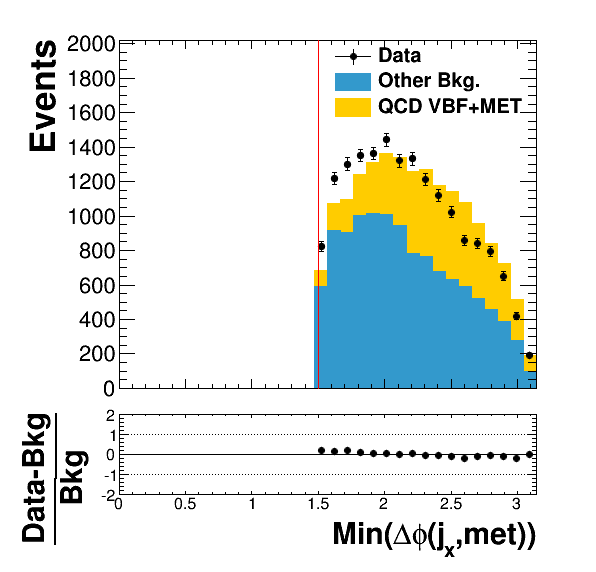 Events
2000
1800
1600
1400
1200
1000
800
600
400
200
0
Data
Other Bkg.
QCD VBF+MET
Data-Bkg
Bkg
2
1
0
-1
-2
0 0.5 1 1.5 2 2.5 3
Min(Δϕ(jx,met))